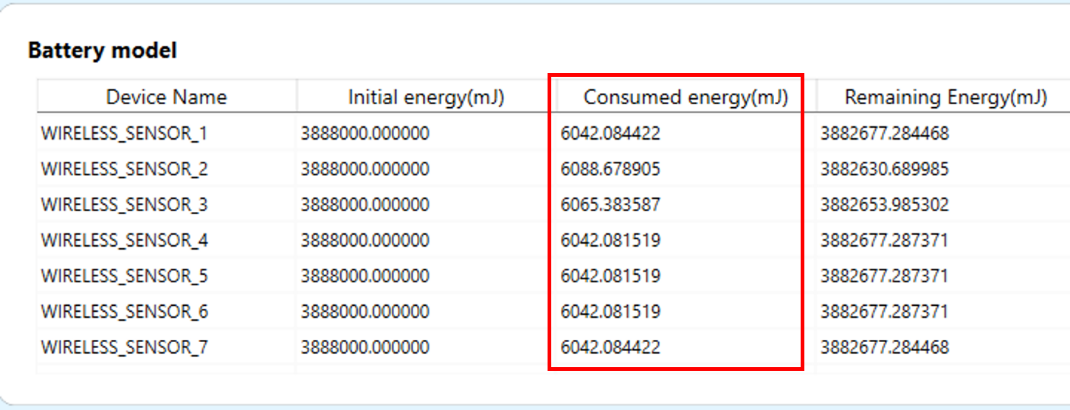 Battery model
Device Name Initial energy(mJ) Consumed energy(mJ) Remaining Energy(mJ)
WIRELESS_SENSOR_1 3888000.000000 6042.084422 3882677.284468
WIRELESS_SENSOR_2 3888000.000000 6088.678905 3882630.689985
WIRELESS_SENSOR_3 3888000.000000 6065.383587 3882653.985302
WIRELESS_SENSOR_4 3888000.000000 6042.081519 3882677.287371
WIRELESS_SENSOR_5 3888000.000000 6042.081519 3882677.287371
WIRELESS_SENSOR_6 3888000.000000 6042.081519 3882677.287371
WIRELESS_SENSOR_7 3888000.000000 6042.084422 3882677.284468